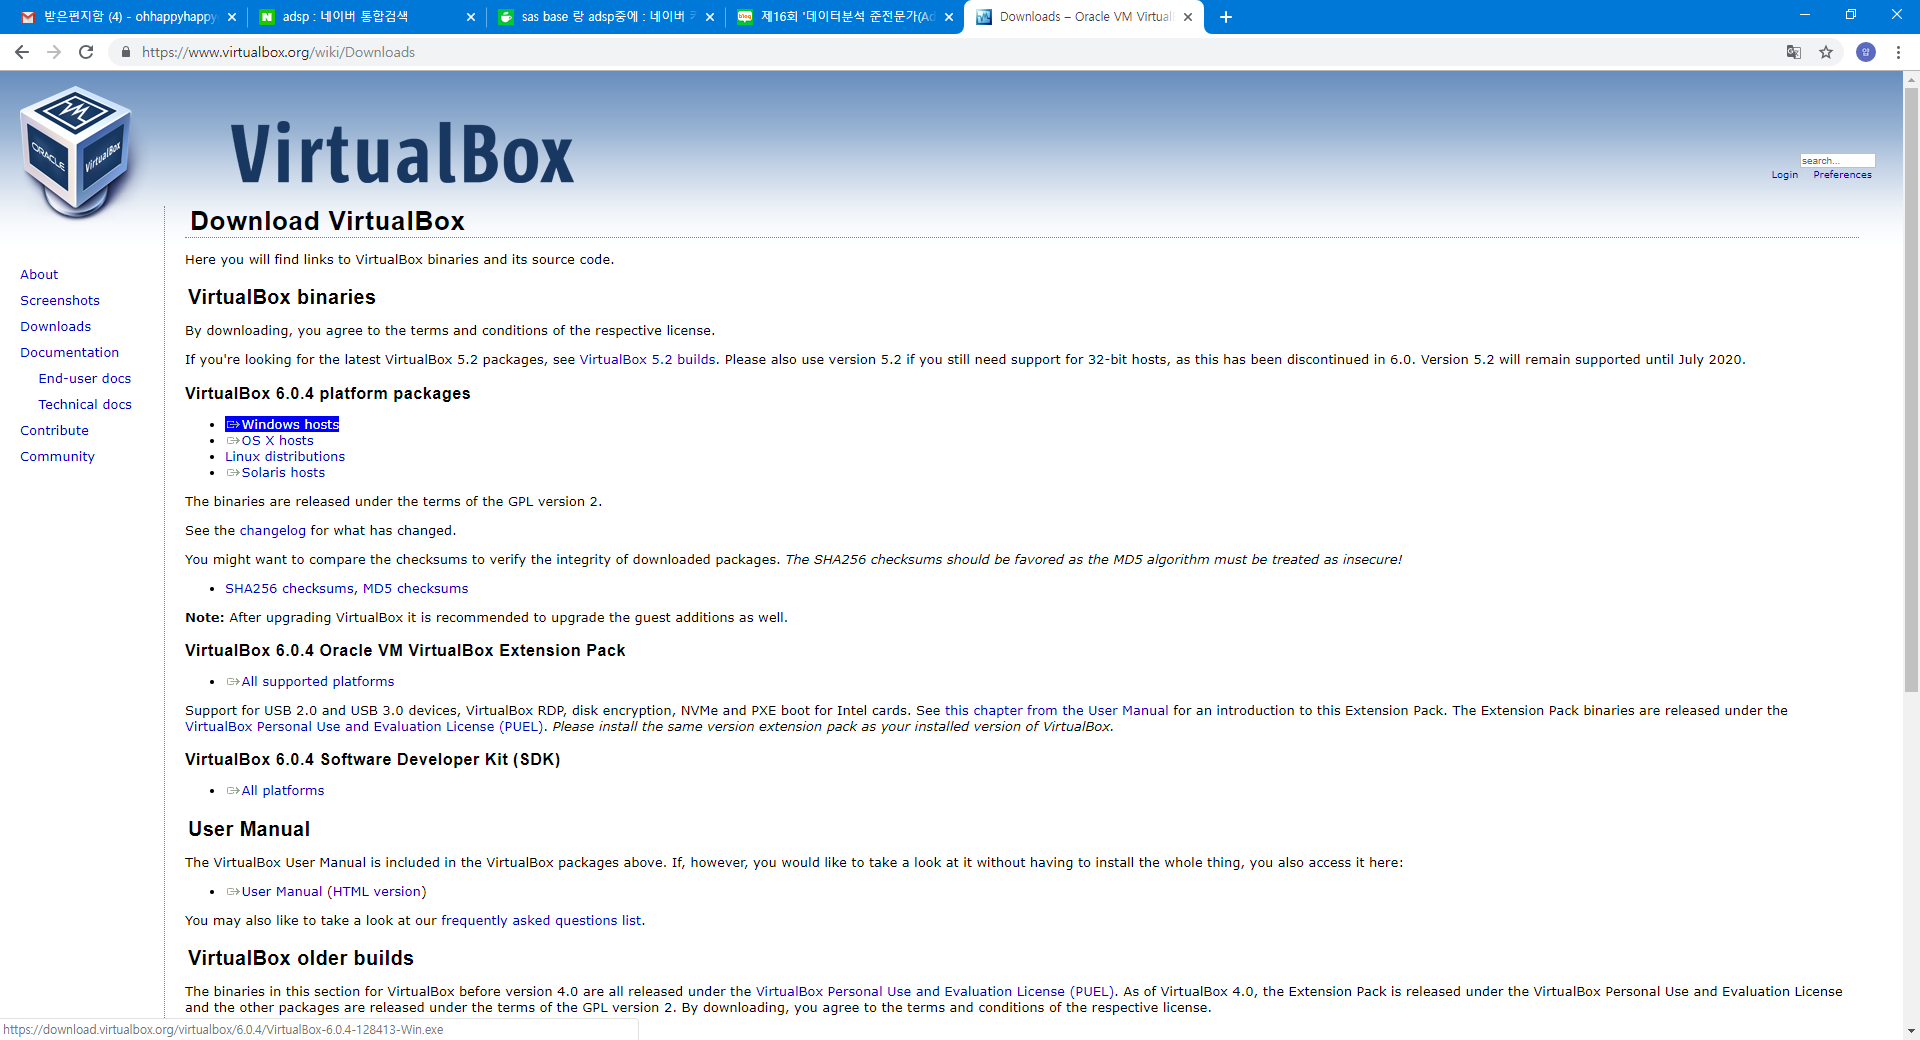 받은편지함 (4) - ohhappyhappy
adsp : 네이버 통합검색
sas base 랑 adsp중에 : 네이버
제16회 '데이터분석 준전문가(Ad
Downloads – Oracle VM Virtual
https://www.virtualbox.org/wiki/Downloads
ORACLE
VirtualBox
VirtualBox
search...
Login Preferences
Download VirtualBox
Here you will find links to VirtualBox binaries and its source code.
About
Screenshots
Downloads
Documentation
End-user docs
Technical docs
Contribute
Community
VirtualBox binaries
By downloading, you agree to the terms and conditions of the respective license.
If you're looking for the latest VirtualBox 5.2 packages, see VirtualBox 5.2 builds. Please also use version 5.2 if you still need support for 32-bit hosts, as this has been discontinued in 6.0. Version 5.2 will remain supported until July 2020.
VirtualBox 6.0.4 platform packages
Windows hosts
OS X hosts
Linux distributions
Solaris hosts
The binaries are released under the terms of the GPL version 2.
See the changelog for what has changed.
You might want to compare the checksums to verify the integrity of downloaded packages. The SHA256 checksums should be favored as the MD5 algorithm must be treated as insecure!
SHA256 checksums, MD5 checksums
Note: After upgrading VirtualBox it is recommended to upgrade the guest additions as well.
VirtualBox 6.0.4 Oracle VM VirtualBox Extension Pack
All supported platforms
Support for USB 2.0 and USB 3.0 devices, VirtualBox RDP, disk encryption, NVMe and PXE boot for Intel cards. See this chapter from the User Manual for an introduction to this Extension Pack. The Extension Pack binaries are released under the
VirtualBox Personal Use and Evaluation License (PUEL). Please install the same version extension pack as your installed version of VirtualBox.
VirtualBox 6.0.4 Software Developer Kit (SDK)
All platforms
User Manual
The VirtualBox User Manual is included in the VirtualBox packages above. If, however, you would like to take a look at it without having to install the whole thing, you also access it here:
User Manual (HTML version)
You may also like to take a look at our frequently asked questions list.
VirtualBox older builds
The binaries in this section for VirtualBox before version 4.0 are all released under the VirtualBox Personal Use and Evaluation License (PUEL). As of VirtualBox 4.0, the Extension Pack is released under the VirtualBox Personal Use and Evaluation License
and the other packages are released under the terms of the GPL version 2. By downloading, you agree to the terms and conditions of the respective license.
https://download.virtualbox.org/virtualbox/6.0.4/VirtualBox-6.0.4-128413-Win.exe